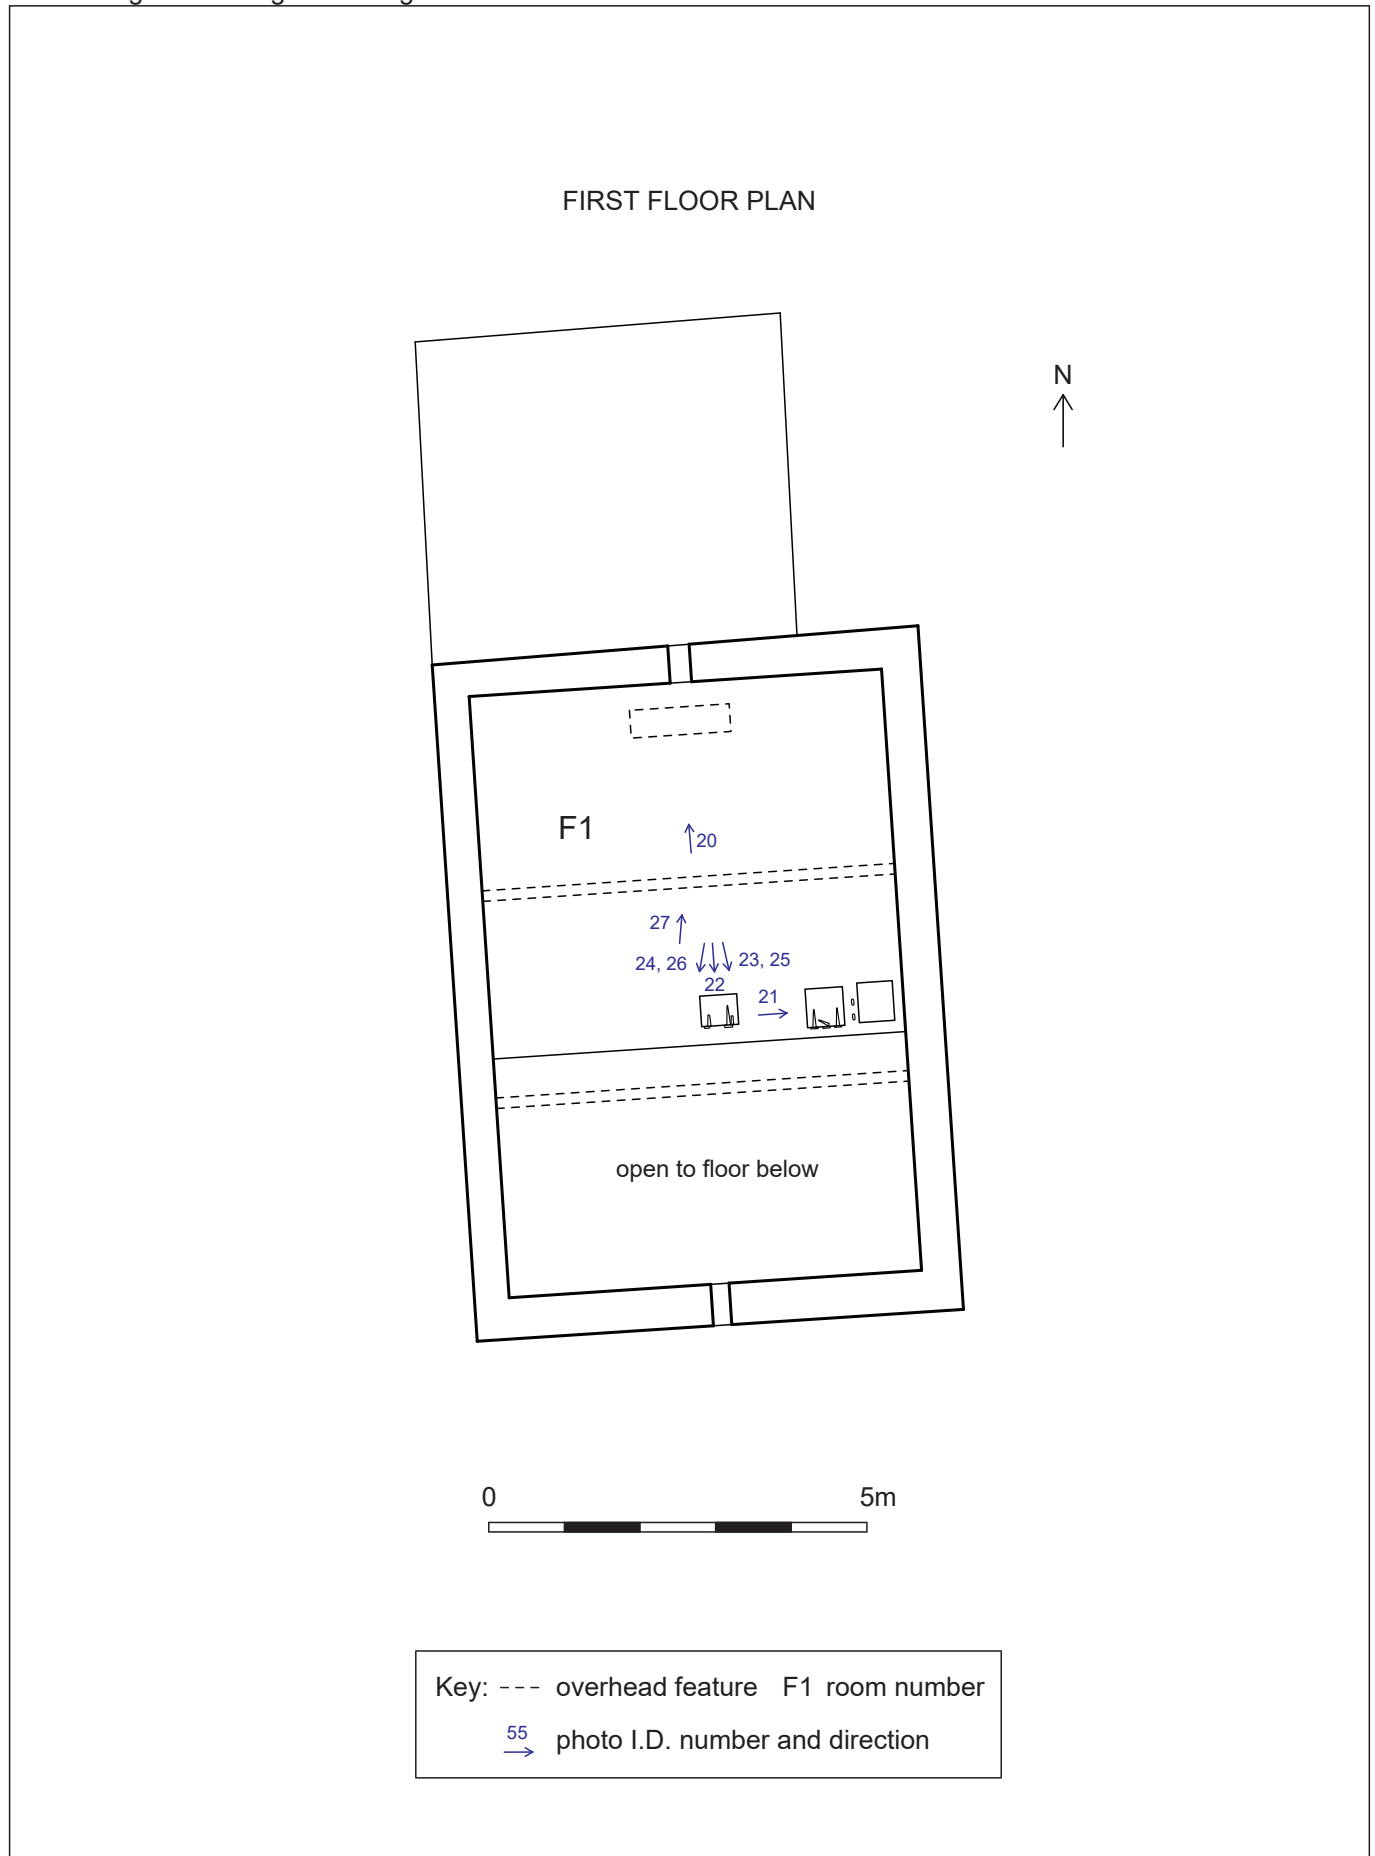 FIRST FLOOR PLAN
N
F1
20
27
24, 26
23, 25
22
21
open to floor below
0 5m
Key: --- overhead feature F1 room number
55
photo I.D. number and direction